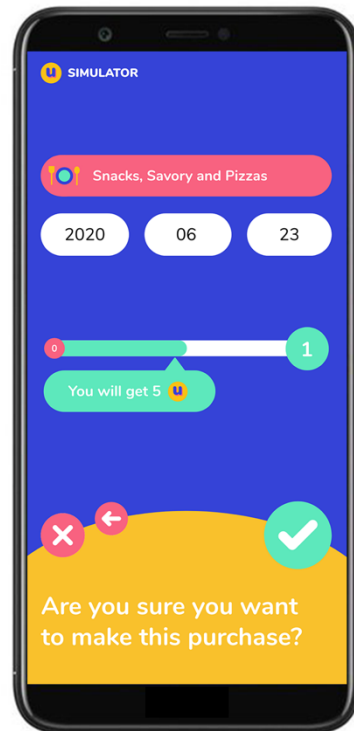 u SIMULATOR
Snacks, Savory and Pizzas
2020 06 23
0 1
You will get 5 u
Are you sure you want
to make this purchase?